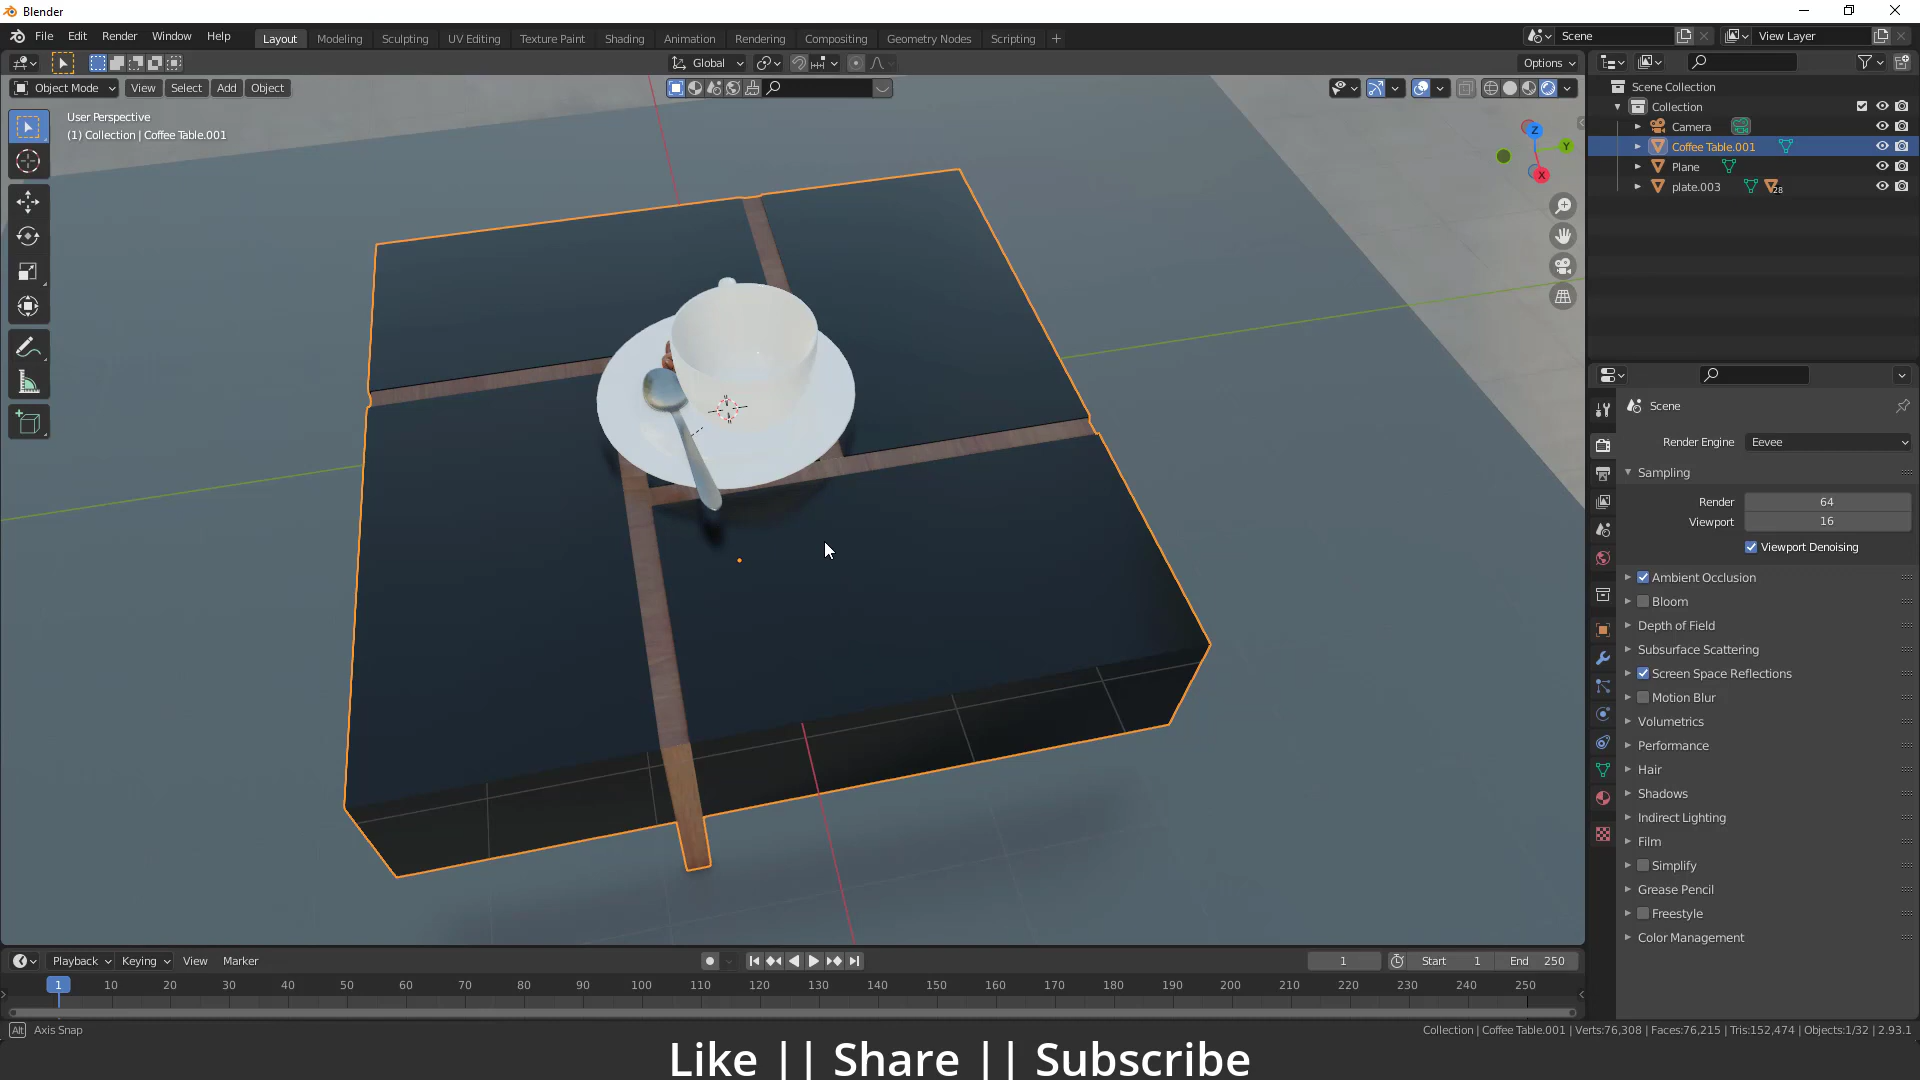 Blender
File Edit Render Window Help
Layout Modeling Sculpting UV Editing Texture Paint Shading Animation Rendering Compositing Geometry Nodes Scripting +
Scene
View Layer
Global
Options
Object Mode View Select Add Object
User Perspective
(1) Collection | Coffee Table.001
Z
Y
X
Scene Collection
Collection
Camera
Coffee Table.001
Plane
plate.003 28
Scene
Render Engine Eevee
Sampling
Render 64
Viewport 16
Viewport Denoising
Ambient Occlusion
Bloom
Depth of Field
Subsurface Scattering
Screen Space Reflections
Motion Blur
Volumetrics
Performance
Hair
Shadows
Indirect Lighting
Film
Simplify
Grease Pencil
Freestyle
Color Management
Playback Keying View Marker
1 Start 1 End 250
1 10 20 30 40 50 60 70 80 90 100 110 120 130 140 150 160 170 180 190 200 210 220 230 240 250
Alt Axis Snap
Collection | Coffee Table.001 | Verts:76,308 | Faces:76,215 | Tris:152,474 | Objects:1/32 | 2.93.1
Like || Share || Subscribe